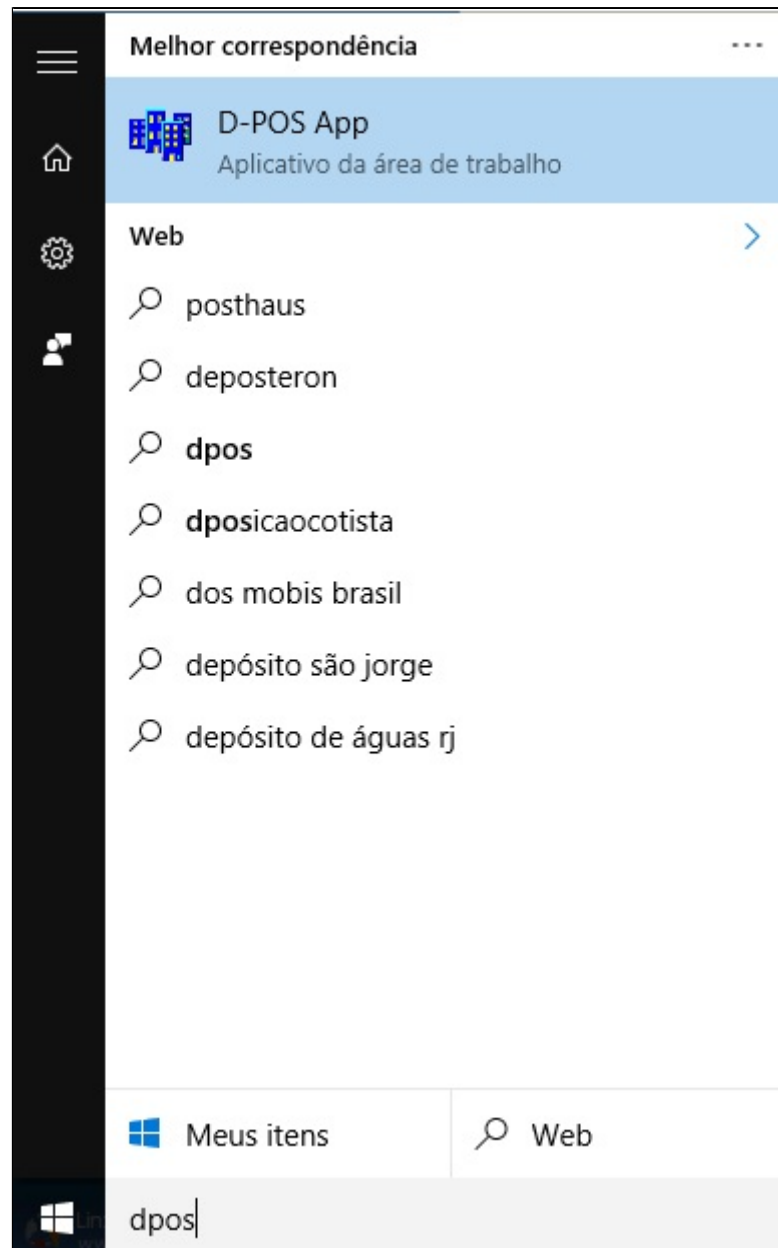 Melhor correspondência
D-POS App
Aplicativo da área de trabalho
Web
posthaus
deposteron
dpos
dposicaocotista
dos mobis brasil
depósito são jorge
depósito de águas rj
Meus itens
Web
dpos